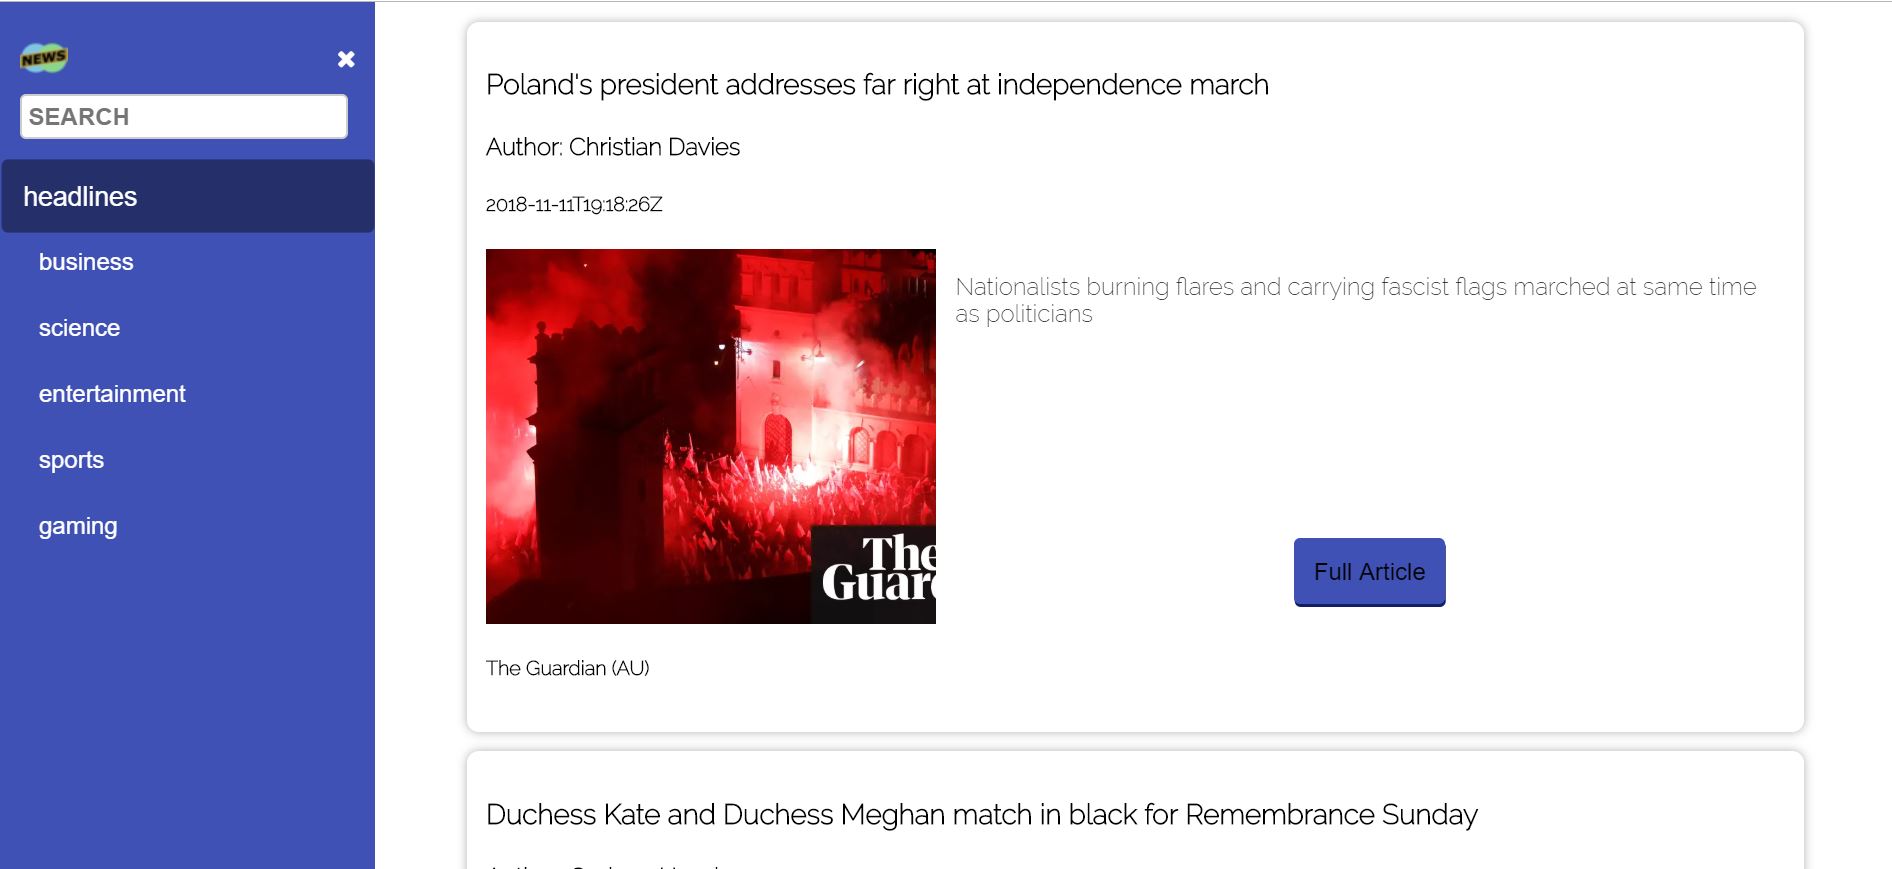 NEWS
SEARCH
headlines
business
science
entertainment
sports
gaming
Poland's president addresses far right at independence march
Author: Christian Davies
2018-11-11T19:18:26Z
Nationalists burning flares and carrying fascist flags marched at same time
as politicians
The
Guard
Full Article
The Guardian (AU)
Duchess Kate and Duchess Meghan match in black for Remembrance Sunday